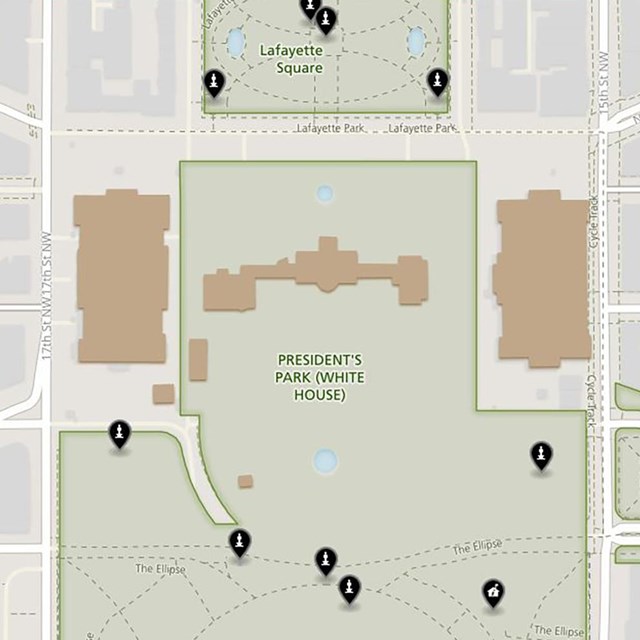 Lafayette
Lafayette
Square
Lafayette Park
Lafayette Park
15th St NW
Cycle Track
17th St NW
17th St NW
PRESIDENT'S
PARK (WHITE
HOUSE)
Cycle Track
The Ellipse
The Ellipse
The Ellipse